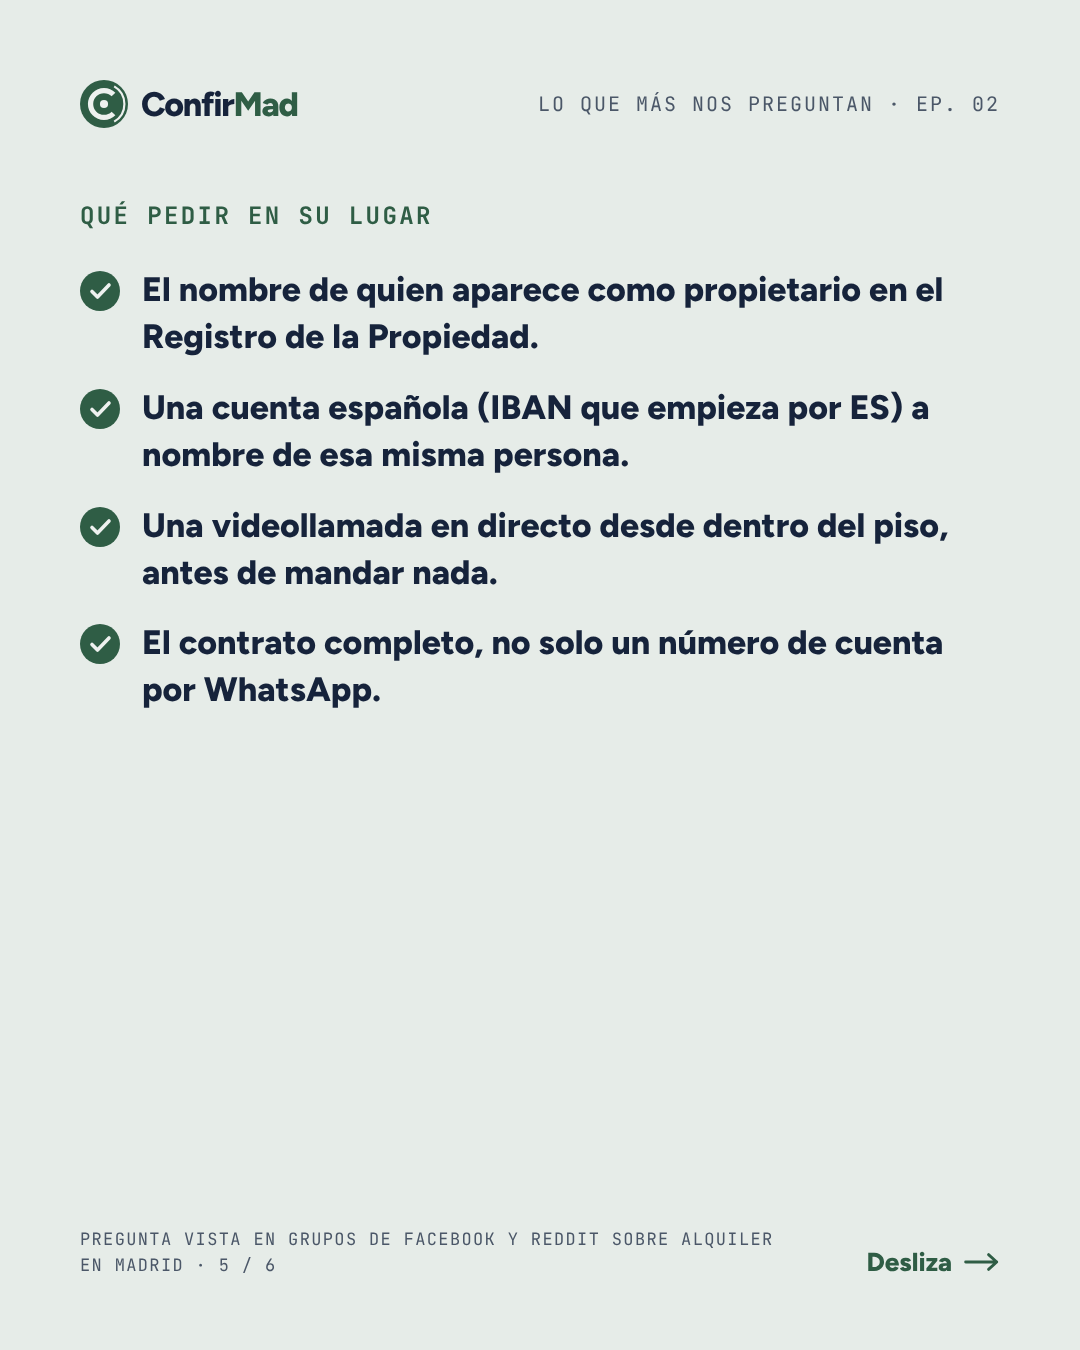 ConfirMad
LO QUE MÁS NOS PREGUNTAN · EP. 02
QUÉ PEDIR EN SU LUGAR
El nombre de quien aparece como propietario en el
Registro de la Propiedad.
Una cuenta española (IBAN que empieza por ES) a
nombre de esa misma persona.
Una videollamada en directo desde dentro del piso,
antes de mandar nada.
El contrato completo, no solo un número de cuenta
por WhatsApp.
PREGUNTA VISTA EN GRUPOS DE FACEBOOK Y REDDIT SOBRE ALQUILER
EN MADRID · 5 / 6
Desliza →